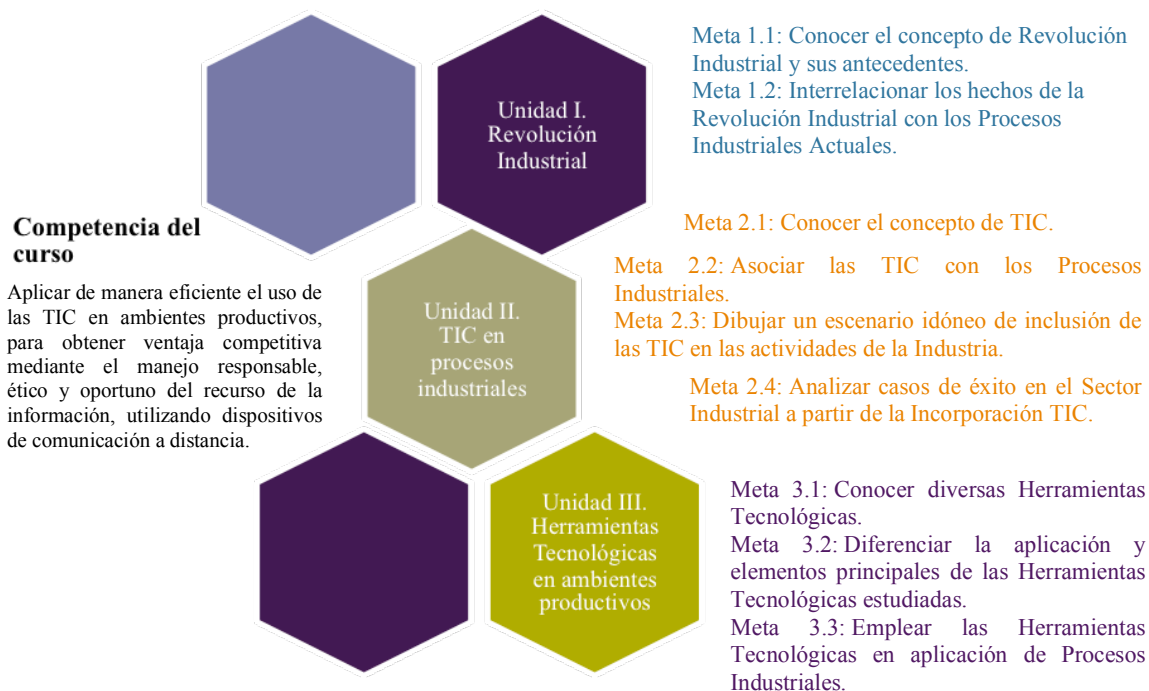 Competencia del
curso
Aplicar de manera eficiente el uso de
las TIC en ambientes productivos,
para obtener ventaja competitiva
mediante el manejo responsable,
ético y oportuno del recurso de la
información, utilizando dispositivos
de comunicación a distancia.
Unidad I.
Revolución
Industrial
Meta 1.1: Conocer el concepto de Revolución
Industrial y sus antecedentes.
Meta 1.2: Interrelacionar los hechos de la
Revolución Industrial con los Procesos
Industriales Actuales.
Unidad II.
TIC en
procesos
industriales
Meta 2.1: Conocer el concepto de TIC.
Meta 2.2: Asociar las TIC con los Procesos
Industriales.
Meta 2.3: Dibujar un escenario idóneo de inclusión de
las TIC en las actividades de la Industria.
Meta 2.4: Analizar casos de éxito en el Sector
Industrial a partir de la Incorporación TIC.
Unidad III.
Herramientas
Tecnológicas
en ambientes
productivos
Meta 3.1: Conocer diversas Herramientas
Tecnológicas.
Meta 3.2: Diferenciar la aplicación y
elementos principales de las Herramientas
Tecnológicas estudiadas.
Meta 3.3: Emplear las Herramientas
Tecnológicas en aplicación de Procesos
Industriales.